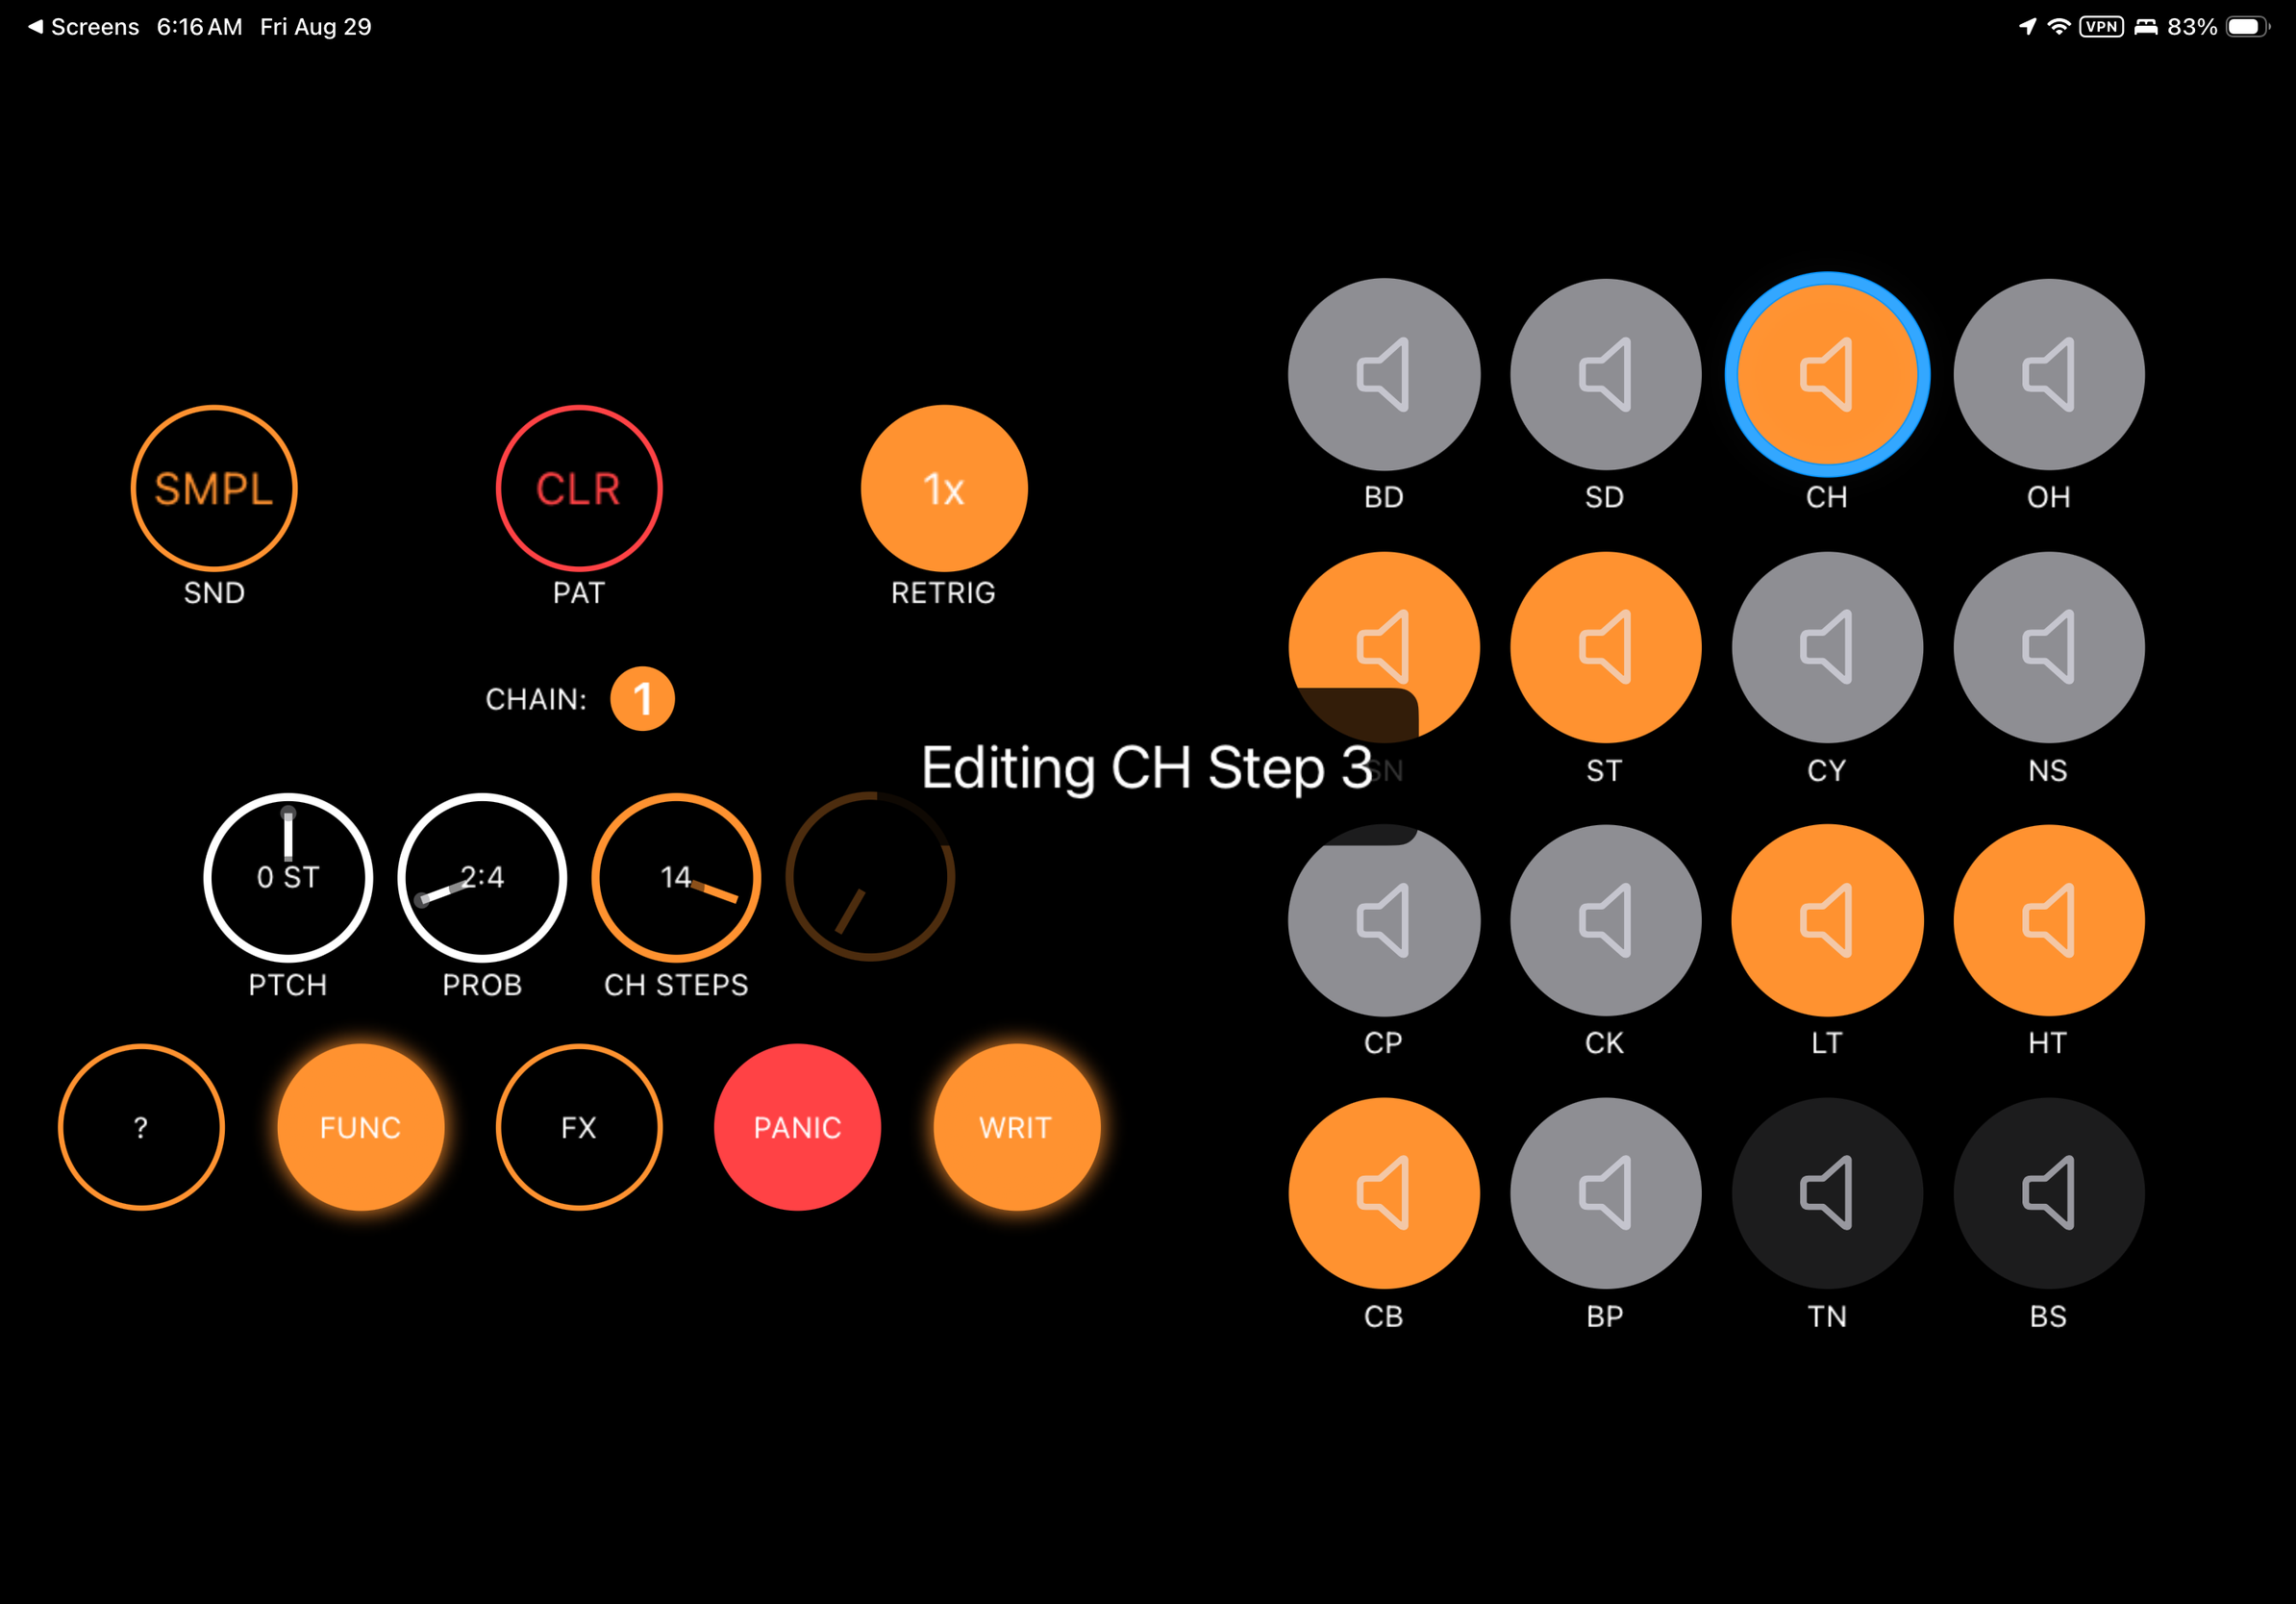 Screens 6:16 AM Fri Aug 29
VPN 83%
SMPL
SND
CLR
PAT
1x
RETRIG
CHAIN: 1
Editing CH Step 3
0 ST
PTCH
2:4
PROB
14
CH STEPS
?
FUNC
FX
PANIC
WRIT
BD
SD
CH
OH
SN
ST
CY
NS
CP
CK
LT
HT
CB
BP
TN
BS